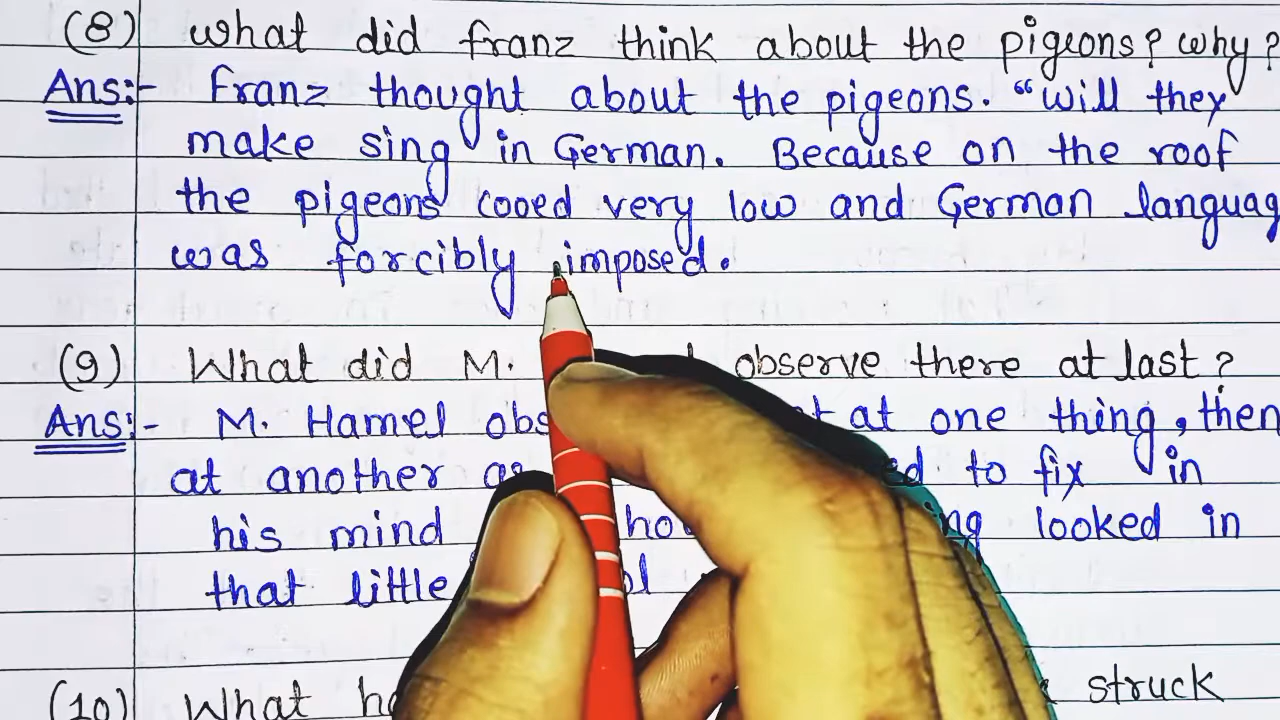 (8) What did franz think about the pigeons? why?
Ans:- Franz thought about the pigeons. "will they
make sing in German. Because on the roof
the pigeons cooed very low and German languag
was forcibly imposed.
(9) What did M. observe there at last?
Ans:- M. Hamel at one thing, then
at another to fix in
his mind looked in
that little
(10) What struck